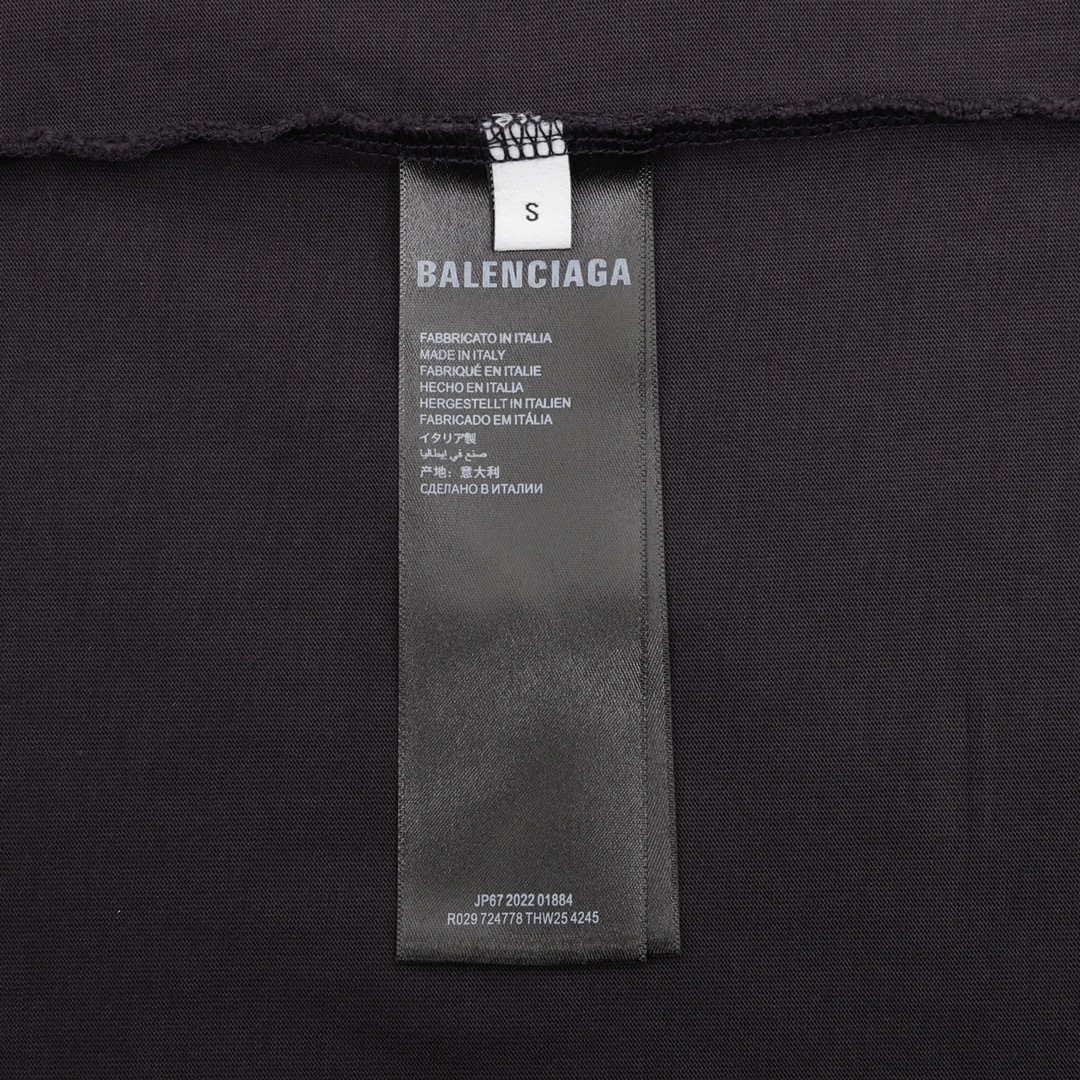 S
BALENCIAGA
FABBRICATO IN ITALIA
MADE IN ITALY
FABRIQUÉ EN ITALIE
HECHO EN ITALIA
HERGESTELLT IN ITALIEN
FABRICADO EM ITÁLIA
イタリア製
صنع في إيطاليا
产地：意大利
СДЕЛАНО В ИТАЛИИ
JP67 2022 01884
R029 724778 THW25 4245